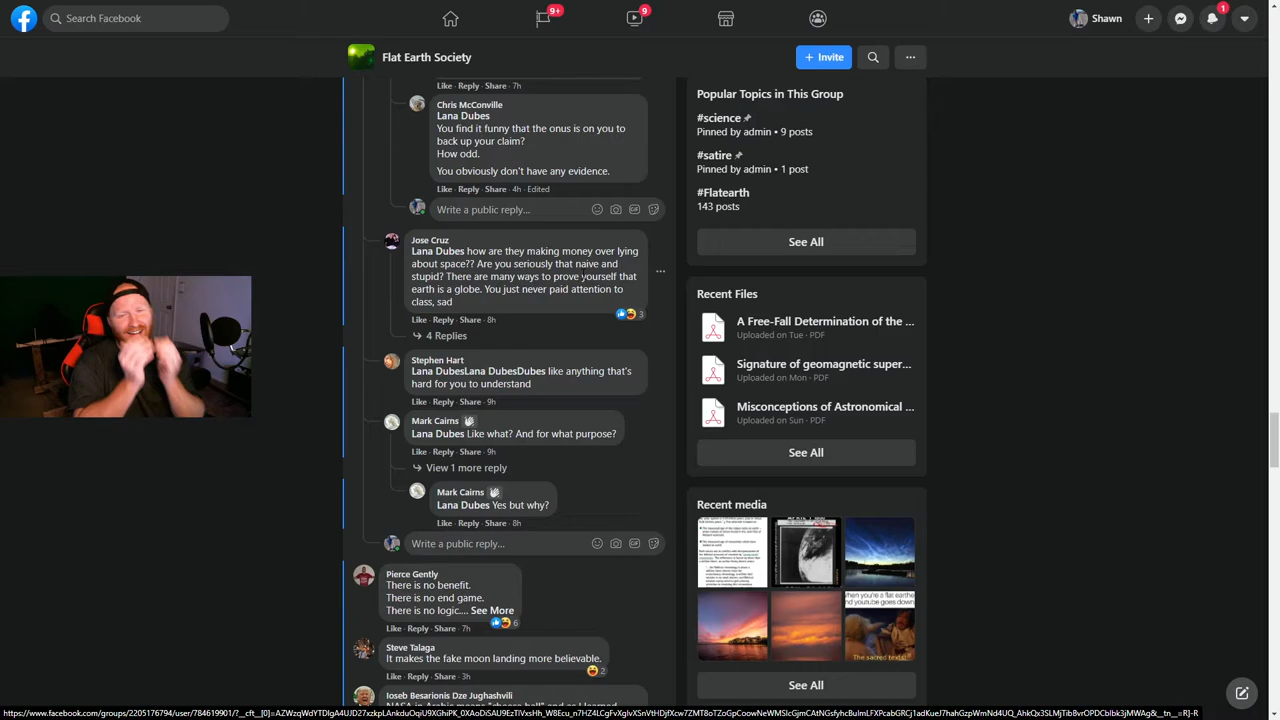 Search Facebook
9+
9
Shawn
1
Flat Earth Society
Invite
Like · Reply · Share · 7h
Chris McConville
Lana Dubes
You find it funny that the onus is on you to
back up your claim?
How odd.
You obviously don't have any evidence.
Like · Reply · Share · 4h · Edited
Write a public reply...
Jose Cruz
Lana Dubes how are they making money over lying
about space?? Are you seriously that naive and
stupid? There are many ways to prove yourself that
earth is a globe. You just never paid attention to
class, sad
3
Like · Reply · Share · 8h
4 Replies
Stephen Hart
Lana DubesLana DubesDubes like anything that's
hard for you to understand
Like · Reply · Share · 9h
Mark Cairns
Lana Dubes Like what? And for what purpose?
Like · Reply · Share · 9h
View 1 more reply
Mark Cairns
Lana Dubes Yes but why?
Like · Reply · Share · 8h
Write a public reply...
Pierce Gently
There is no benefit.
There is no end game.
There is no logic.... See More
6
Like · Reply · Share · 7h
Steve Talaga
It makes the fake moon landing more believable.
2
Like · Reply · Share · 3h
Ioseb Besarionis Dze Jughashvili
Popular Topics in This Group
#science
Pinned by admin • 9 posts
#satire
Pinned by admin • 1 post
#Flatearth
143 posts
See All
Recent Files
A Free-Fall Determination of the ...
Uploaded on Tue · PDF
Signature of geomagnetic super...
Uploaded on Mon · PDF
Misconceptions of Astronomical ...
Uploaded on Sun · PDF
See All
Recent media
when you're a flat earther
and youtube goes down
The sacred texts!
See All